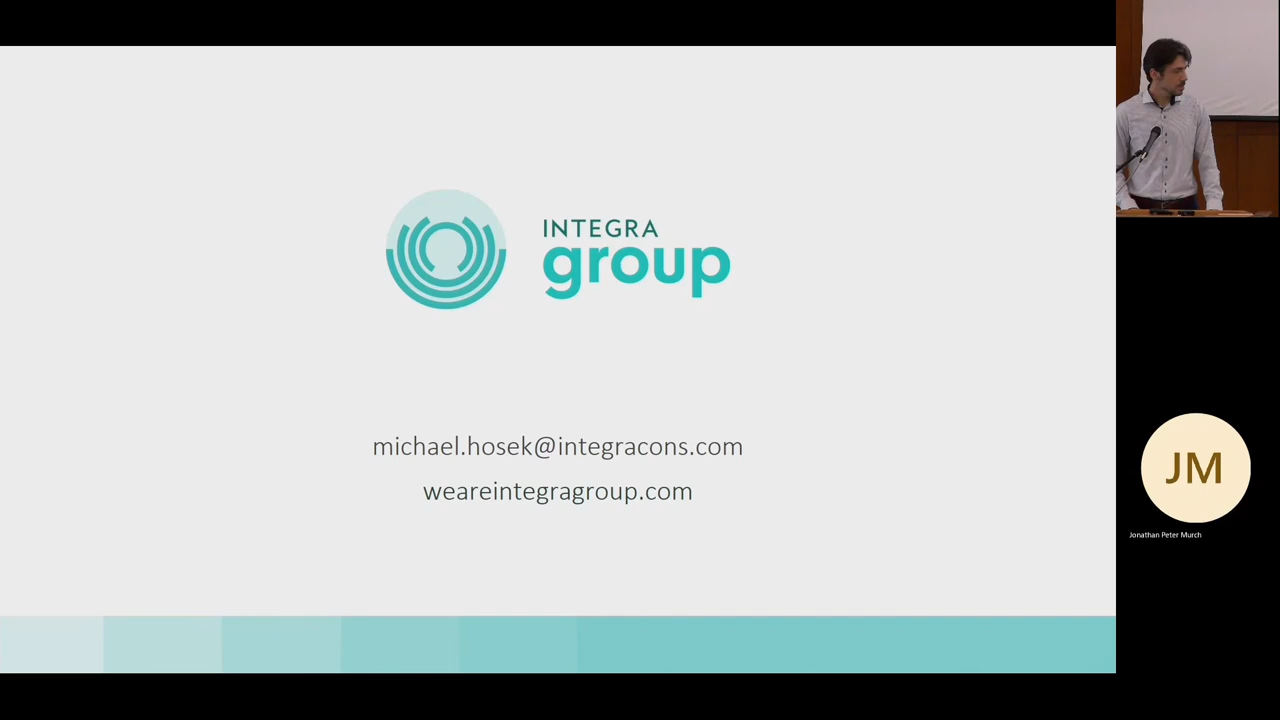 INTEGRA
group
michael.hosek@integracons.com
weareintegragroup.com
JM
Jonathan Peter Murch